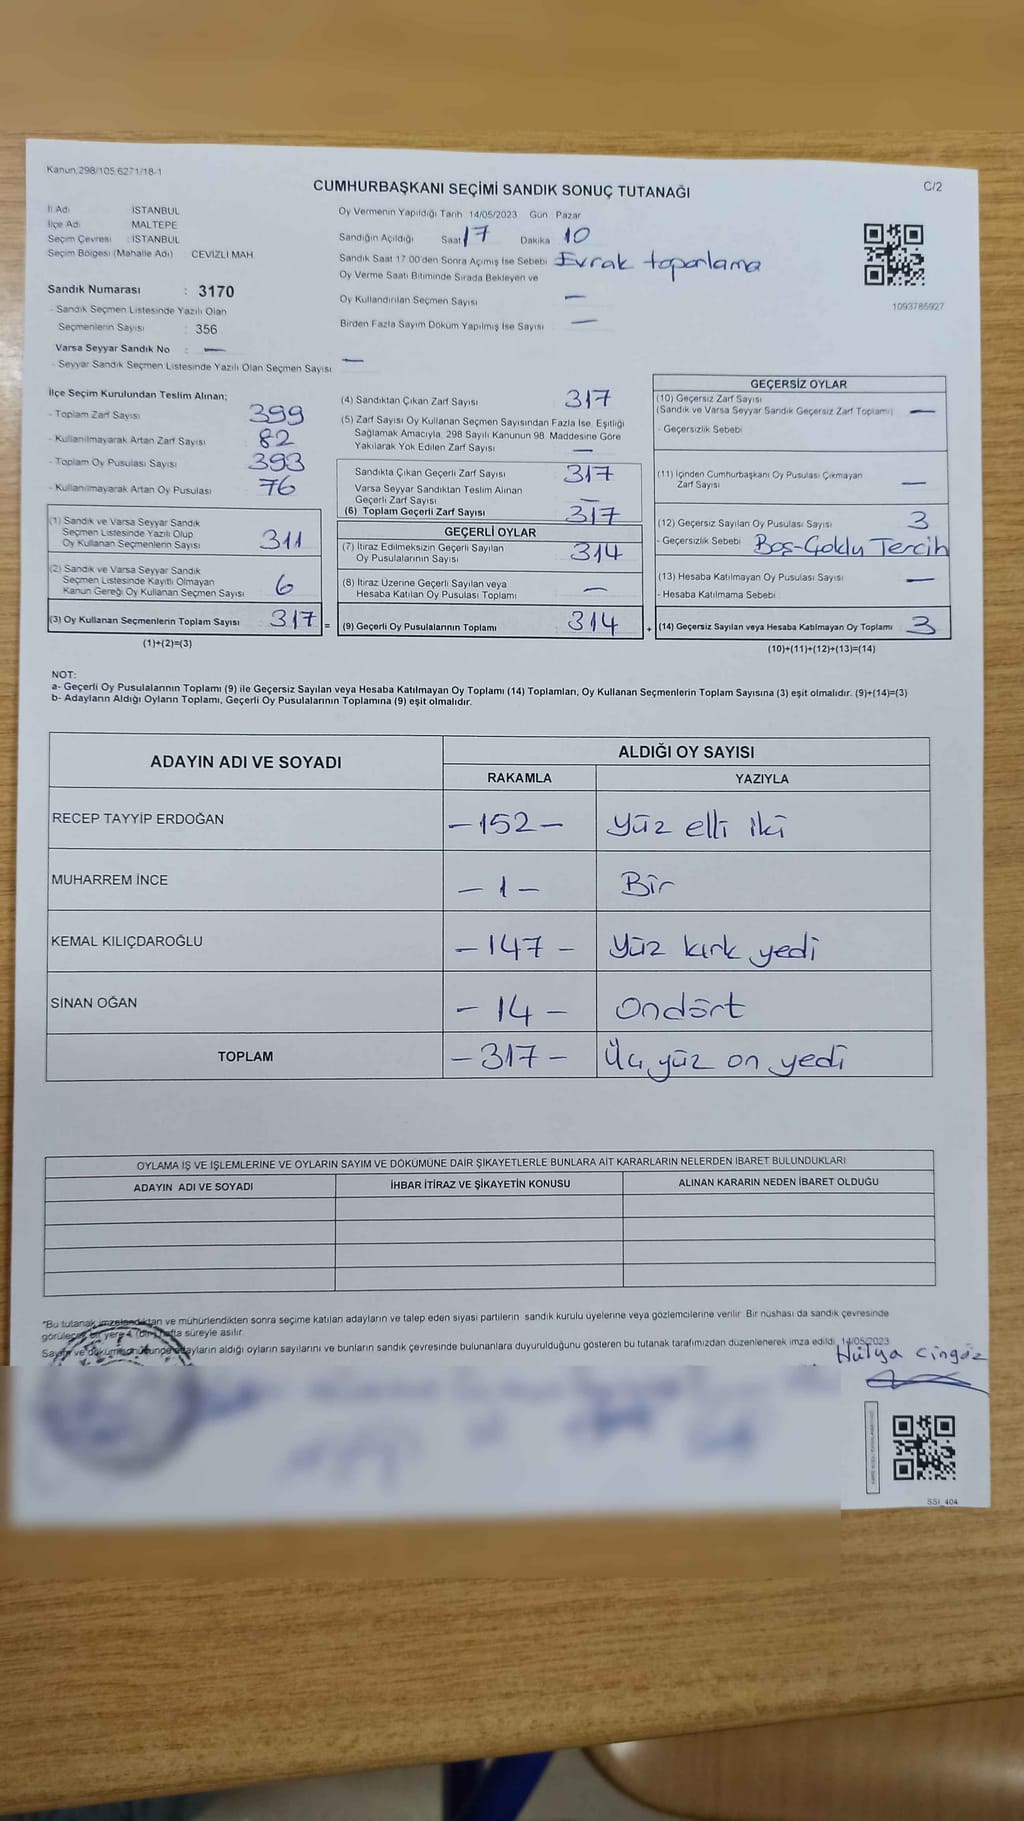 Kanun;298/105.6271/18-1
CUMHURBAŞKANI SEÇİMİ SANDIK SONUÇ TUTANAĞI
C/2
İl Adı : İSTANBUL
İlçe Adı : MALTEPE
Seçim Çevresi : İSTANBUL
Seçim Bölgesi (Mahalle Adı) CEVİZLİ MAH
Sandık Numarası : 3170
- Sandık Seçmen Listesinde Yazılı Olan
Seçmenlerin Sayısı : 356
Varsa Seyyar Sandık No : —
- Seyyar Sandık Seçmen Listesinde Yazılı Olan Seçmen Sayısı —
Oy Vermenin Yapıldığı Tarih 14/05/2023 Gün Pazar
Sandığın Açıldığı Saat 17 Dakika 10
Sandık Saat 17.00'den Sonra Açılmış İse Sebebi Evrak toparlama
Oy Verme Saati Bitiminde Sırada Bekleyen ve
Oy Kullandırılan Seçmen Sayısı —
Birden Fazla Sayım Döküm Yapılmış İse Sayısı —
1093785927
İlçe Seçim Kurulundan Teslim Alınan;
- Toplam Zarf Sayısı 399
- Kullanılmayarak Artan Zarf Sayısı 82
- Toplam Oy Pusulası Sayısı 393
- Kullanılmayarak Artan Oy Pusulası 76
(1) Sandık ve Varsa Seyyar Sandık
Seçmen Listesinde Yazılı Olup
Oy Kullanan Seçmenlerin Sayısı 311
(2) Sandık ve Varsa Seyyar Sandık
Seçmen Listesinde Kayıtlı Olmayan
Kanun Gereği Oy Kullanan Seçmen Sayısı 6
(3) Oy Kullanan Seçmenlerin Toplam Sayısı 317 =
(1)+(2)=(3)
(4) Sandıktan Çıkan Zarf Sayısı 317
(5) Zarf Sayısı Oy Kullanan Seçmen Sayısından Fazla İse, Eşitliği
Sağlamak Amacıyla, 298 Sayılı Kanunun 98. Maddesine Göre
Yakılarak Yok Edilen Zarf Sayısı —
Sandıkta Çıkan Geçerli Zarf Sayısı 317
Varsa Seyyar Sandıktan Teslim Alınan
Geçerli Zarf Sayısı —
(6) Toplam Geçerli Zarf Sayısı 317
GEÇERLİ OYLAR
(7) İtiraz Edilmeksizin Geçerli Sayılan
Oy Pusulalarının Sayısı 314
(8) İtiraz Üzerine Geçerli Sayılan veya
Hesaba Katılan Oy Pusulası Toplamı —
(9) Geçerli Oy Pusulalarının Toplamı 314 +
GEÇERSİZ OYLAR
(10) Geçersiz Zarf Sayısı
(Sandık ve Varsa Seyyar Sandık Geçersiz Zarf Toplamı) —
- Geçersizlik Sebebi
(11) İçinden Cumhurbaşkanı Oy Pusulası Çıkmayan
Zarf Sayısı —
(12) Geçersiz Sayılan Oy Pusulası Sayısı 3
- Geçersizlik Sebebi Boş-Çoklu Tercih
(13) Hesaba Katılmayan Oy Pusulası Sayısı —
- Hesaba Katılmama Sebebi
(14) Geçersiz Sayılan veya Hesaba Katılmayan Oy Toplamı 3
(10)+(11)+(12)+(13)=(14)
NOT:
a- Geçerli Oy Pusulalarının Toplamı (9) ile Geçersiz Sayılan veya Hesaba Katılmayan Oy Toplamı (14) Toplamları, Oy Kullanan Seçmenlerin Toplam Sayısına (3) eşit olmalıdır. (9)+(14)=(3)
b- Adayların Aldığı Oyların Toplamı, Geçerli Oy Pusulalarının Toplamına (9) eşit olmalıdır.
ADAYIN ADI VE SOYADI
ALDIĞI OY SAYISI
RAKAMLA YAZIYLA
RECEP TAYYİP ERDOĞAN -152- Yüz elli iki
MUHARREM İNCE -1- Bir
KEMAL KILIÇDAROĞLU -147- Yüz kırk yedi
SİNAN OĞAN -14- Ondört
TOPLAM -317- Üç yüz on yedi
OYLAMA İŞ VE İŞLEMLERİNE VE OYLARIN SAYIM VE DÖKÜMÜNE DAİR ŞİKAYETLERLE BUNLARA AİT KARARLARIN NELERDEN İBARET BULUNDUKLARI
ADAYIN ADI VE SOYADI İHBAR İTİRAZ VE ŞİKAYETİN KONUSU ALINAN KARARIN NEDEN İBARET OLDUĞU
*Bu tutanak imzalandıktan ve mühürlendikten sonra seçime katılan adayların ve talep eden siyasi partilerin sandık kurulu üyelerine veya gözlemcilerine verilir. Bir nüshası da sandık çevresinde
görülecek bir yere 1 (bir) hafta süreyle asılır.
Sayım ve dökümü sonucunda adayların aldığı oyların sayılarını ve bunların sandık çevresinde bulunanlara duyurulduğunu gösteren bu tutanak tarafımızdan düzenlenerek imza edildi. 14/05/2023
Hülya Cingöz
SSI_404